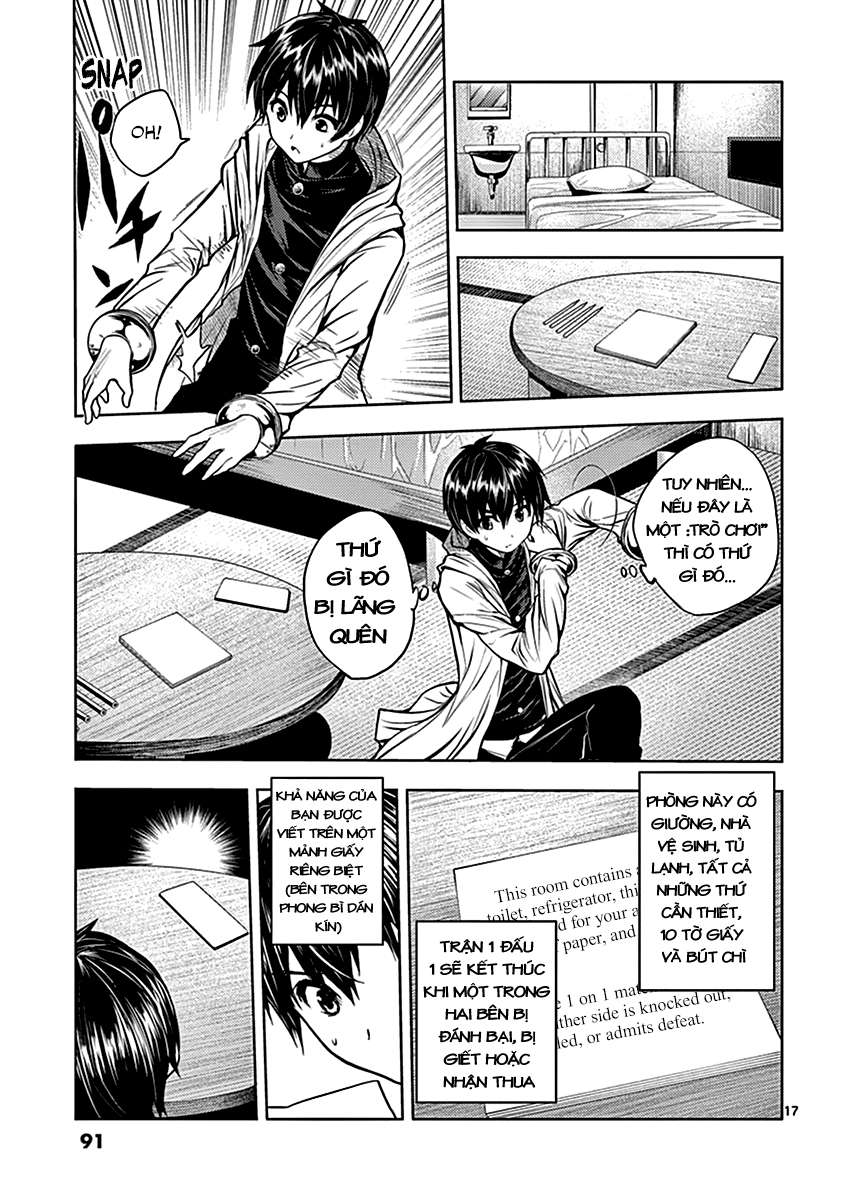 SNAP
OH!
TUY NHIÊN...
NẾU ĐÂY LÀ
MỘT :TRÒ CHƠI"
THÌ CÓ THỨ
GÌ ĐÓ...
THỨ
GÌ ĐÓ
BỊ LÃNG
QUÊN
PHÒNG NÀY CÓ
GIƯỜNG, NHÀ
VỆ SINH, TỦ
LẠNH, TẤT CẢ
NHỮNG THỨ
CẦN THIẾT,
10 TỜ GIẤY
VÀ BÚT CHÌ
This room contains
toilet, refrigerator,
for your
paper, and
1 on 1
side is knocked out,
or admits defeat.
TRẬN 1 ĐẤU
1 SẼ KẾT THÚC
KHI MỘT TRONG
HAI BÊN BỊ
ĐÁNH BẠI, BỊ
GIẾT HOẶC
NHẬN THUA
KHẢ NĂNG CỦA
BẠN ĐƯỢC
VIẾT TRÊN MỘT
MẢNH GIẤY
RIÊNG BIỆT
(BÊN TRONG
PHONG BÌ DÁN
KÍN)
17
91